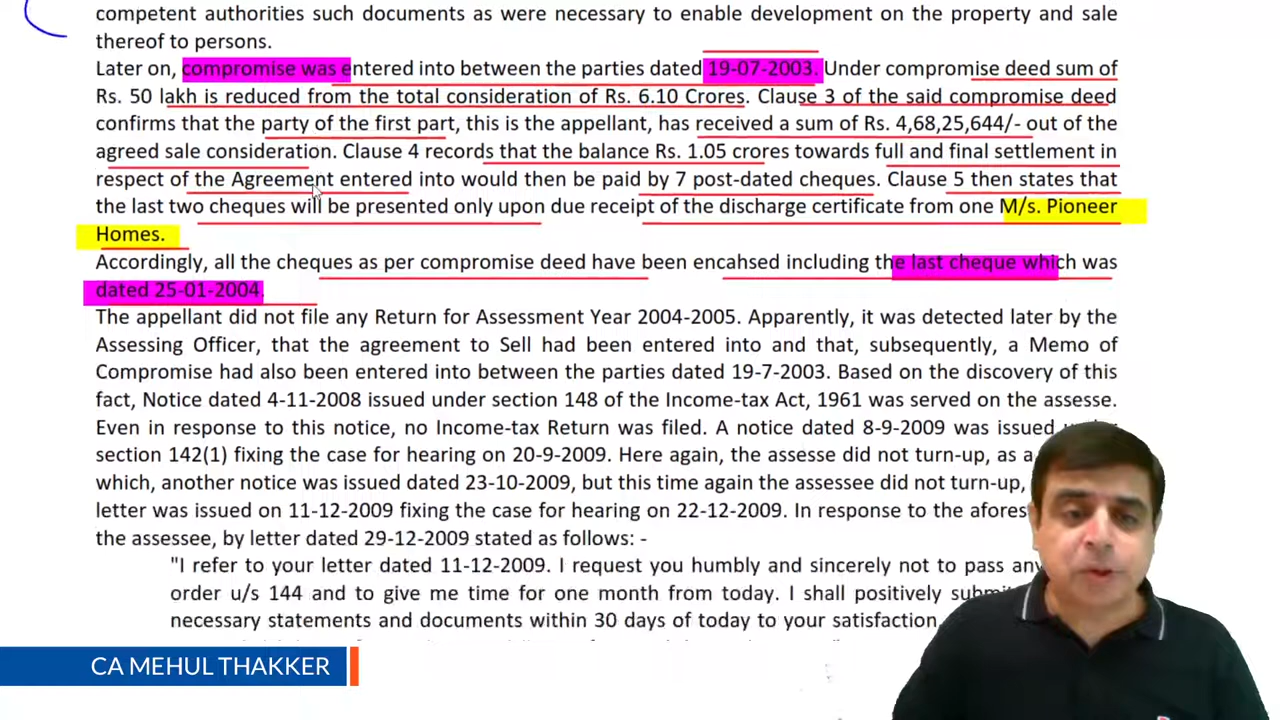 competent authorities such documents as were necessary to enable development on the property and sale
thereof to persons.
Later on, compromise was entered into between the parties dated 19-07-2003. Under compromise deed sum of
Rs. 50 lakh is reduced from the total consideration of Rs. 6.10 Crores. Clause 3 of the said compromise deed
confirms that the party of the first part, this is the appellant, has received a sum of Rs. 4,68,25,644/- out of the
agreed sale consideration. Clause 4 records that the balance Rs. 1.05 crores towards full and final settlement in
respect of the Agreement entered into would then be paid by 7 post-dated cheques. Clause 5 then states that
the last two cheques will be presented only upon due receipt of the discharge certificate from one M/s. Pioneer
Homes.
Accordingly, all the cheques as per compromise deed have been encahsed including the last cheque which was
dated 25-01-2004.
The appellant did not file any Return for Assessment Year 2004-2005. Apparently, it was detected later by the
Assessing Officer, that the agreement to Sell had been entered into and that, subsequently, a Memo of
Compromise had also been entered into between the parties dated 19-7-2003. Based on the discovery of this
fact, Notice dated 4-11-2008 issued under section 148 of the Income-tax Act, 1961 was served on the assesse.
Even in response to this notice, no Income-tax Return was filed. A notice dated 8-9-2009 was issued
section 142(1) fixing the case for hearing on 20-9-2009. Here again, the assesse did not turn-up, as a
which, another notice was issued dated 23-10-2009, but this time again the assessee did not turn-up,
letter was issued on 11-12-2009 fixing the case for hearing on 22-12-2009. In response to the
the assessee, by letter dated 29-12-2009 stated as follows: -
"I refer to your letter dated 11-12-2009. I request you humbly and sincerely not to pass any
order u/s 144 and to give me time for one month from today. I shall positively
necessary statements and documents within 30 days of today to your satisfaction.
CA MEHUL THAKKER